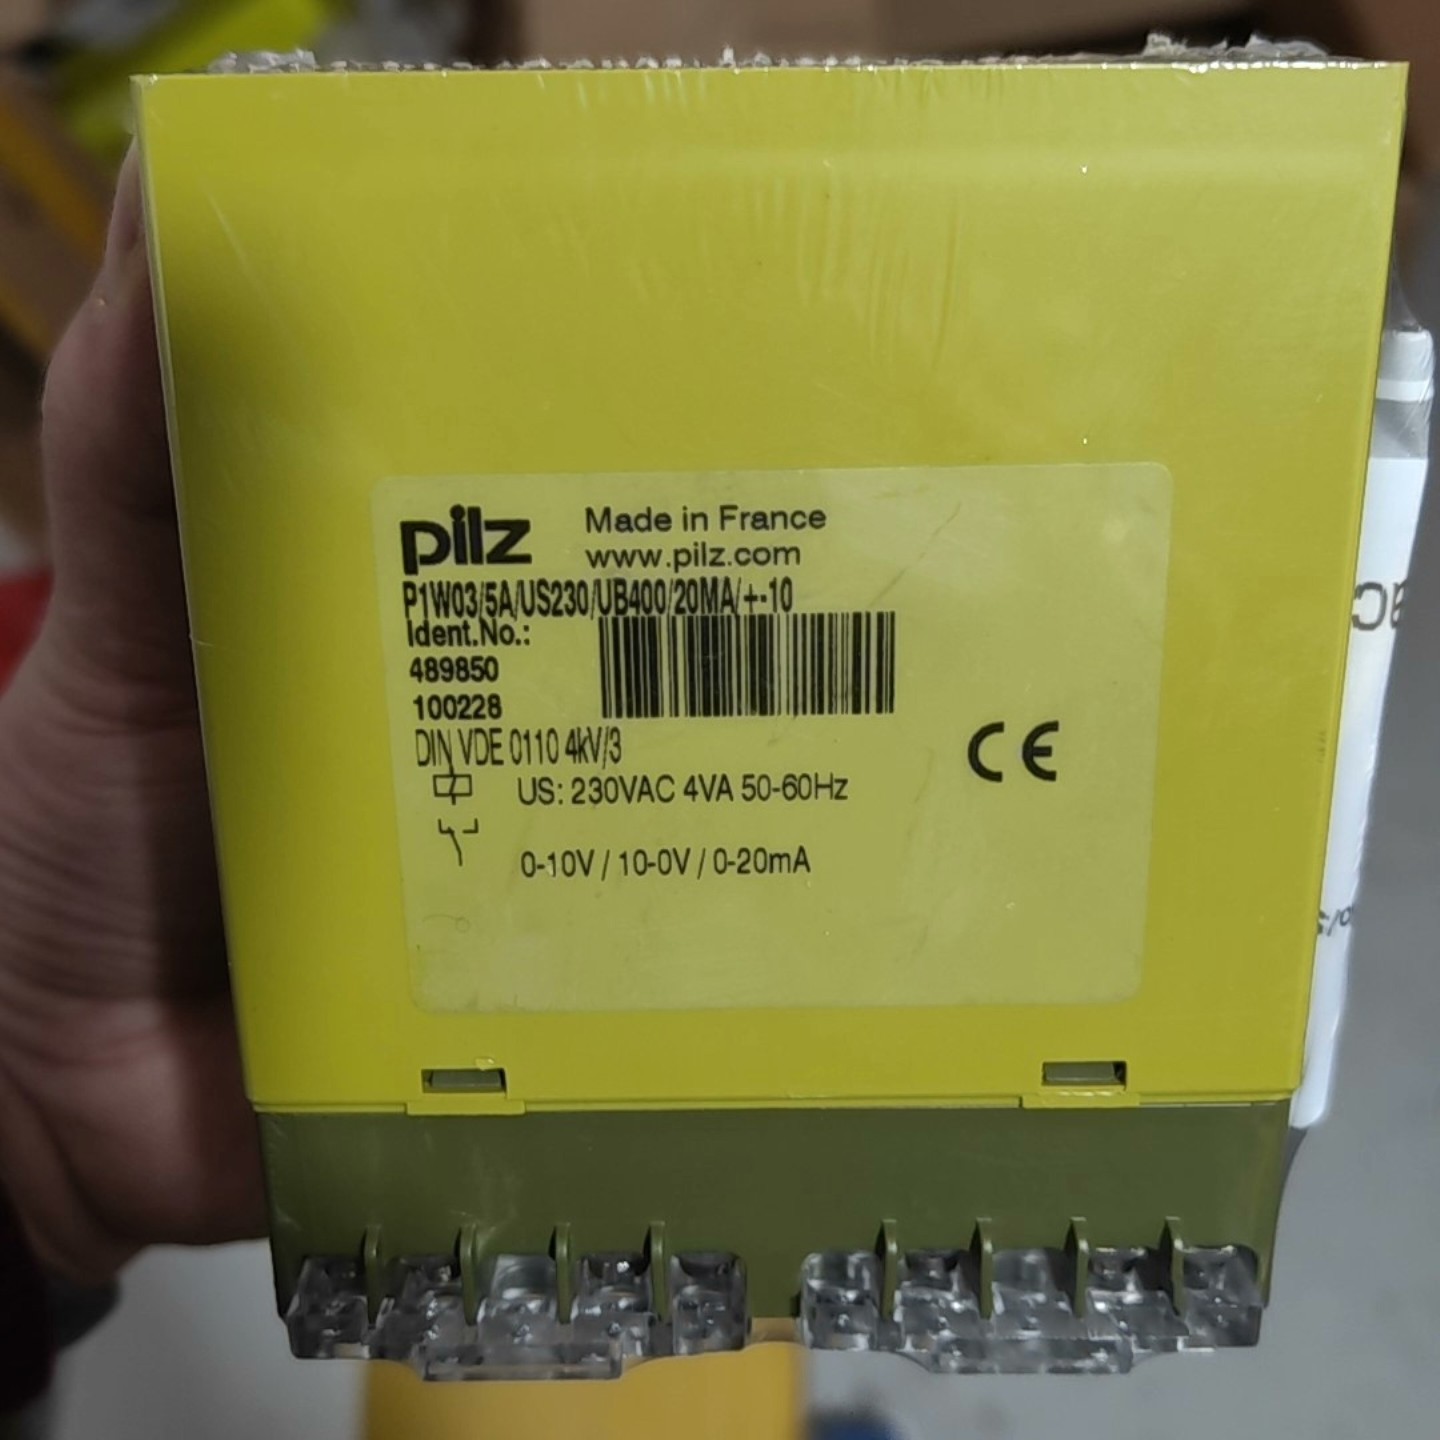 pilz
Made in France
www.pilz.com
P1W03/5A/US230/UB400/20MA/+-10
Ident.No.:
489850
100228
DIN VDE 0110 4kV/3
CE
US: 230VAC 4VA 50-60Hz
0-10V / 10-0V / 0-20mA